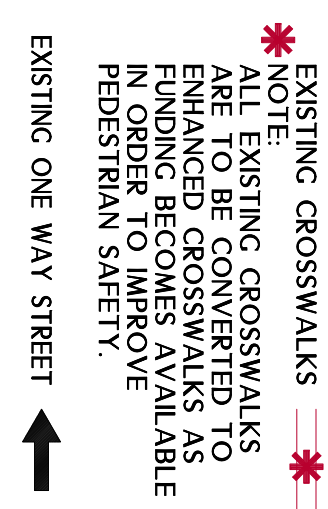 EXISTING CROSSWALKS
NOTE:
ALL EXISTING CROSSWALKS
ARE TO BE CONVERTED TO
ENHANCED CROSSWALKS AS
FUNDING BECOMES AVAILABLE
IN ORDER TO IMPROVE
PEDESTRIAN SAFETY.
EXISTING ONE WAY STREET